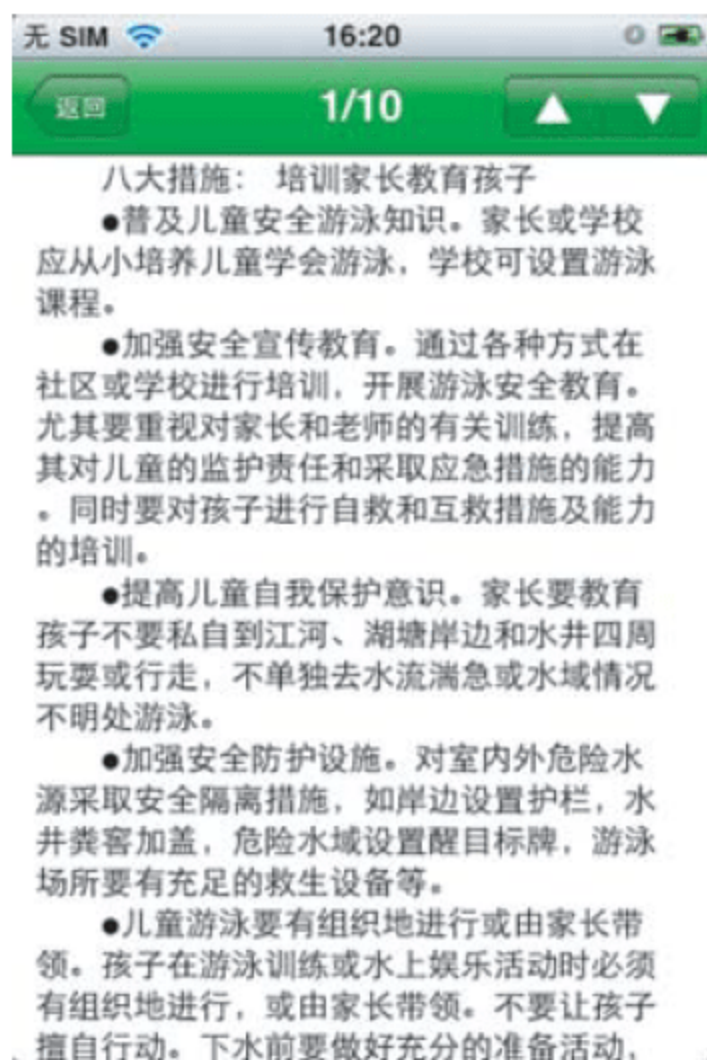 无 SIM 16:20
返回 1/10
八大措施： 培训家长教育孩子
●普及儿童安全游泳知识。家长或学校
应从小培养儿童学会游泳，学校可设置游泳
课程。
●加强安全宣传教育。通过各种方式在
社区或学校进行培训，开展游泳安全教育。
尤其要重视对家长和老师的有关训练，提高
其对儿童的监护责任和采取应急措施的能力
。同时要对孩子进行自救和互救措施及能力
的培训。
●提高儿童自我保护意识。家长要教育
孩子不要私自到江河、湖塘岸边和水井四周
玩耍或行走，不单独去水流湍急或水域情况
不明处游泳。
●加强安全防护设施。对室内外危险水
源采取安全隔离措施，如岸边设置护栏，水
井粪窖加盖，危险水域设置醒目标牌，游泳
场所要有充足的救生设备等。
●儿童游泳要有组织地进行或由家长带
领。孩子在游泳训练或水上娱乐活动时必须
有组织地进行，或由家长带领。不要让孩子
擅自行动。下水前要做好充分的准备活动，